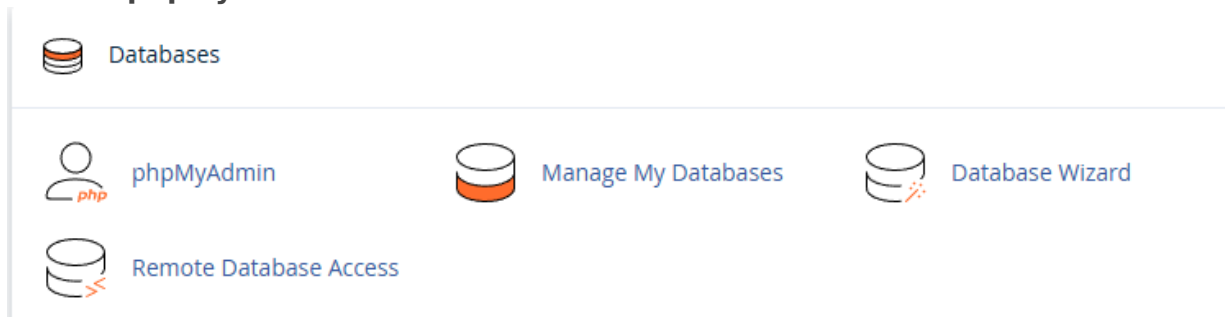 Databases
phpMyAdmin
php
Manage My Databases
Database Wizard
Remote Database Access